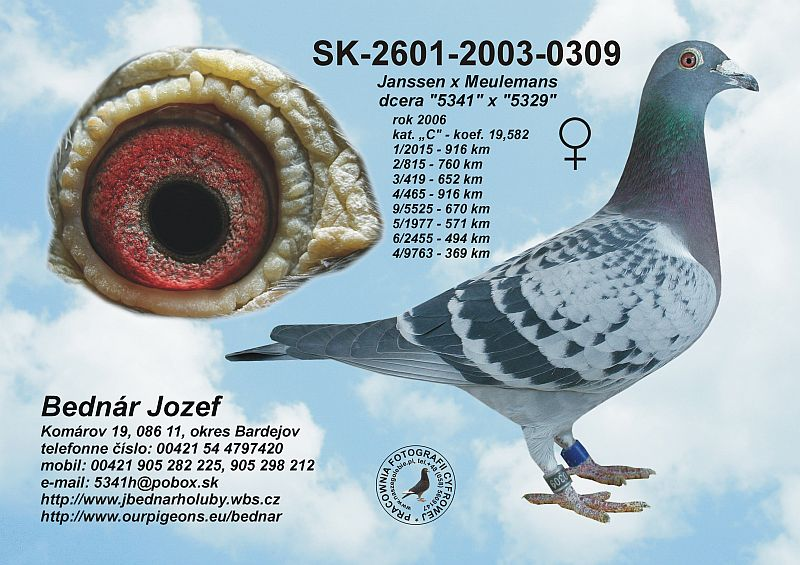 SK-2601-2003-0309
Janssen x Meulemans
dcera "5341" x "5329"
rok 2006
kat. „C" - koef. 19,582
1/2015 - 916 km
2/815 - 760 km
3/419 - 652 km
4/465 - 916 km
9/5525 - 670 km
5/1977 - 571 km
6/2455 - 494 km
4/9763 - 369 km
Bednár Jozef
Komárov 19, 086 11, okres Bardejov
telefonne číslo: 00421 54 4797420
mobil: 00421 905 282 225, 905 298 212
e-mail: 5341h@pobox.sk
http://www.jbednarholuby.wbs.cz
http://www.ourpigeons.eu/bednar
PRACOWNIA FOTOGRAFII CYFROWEJ